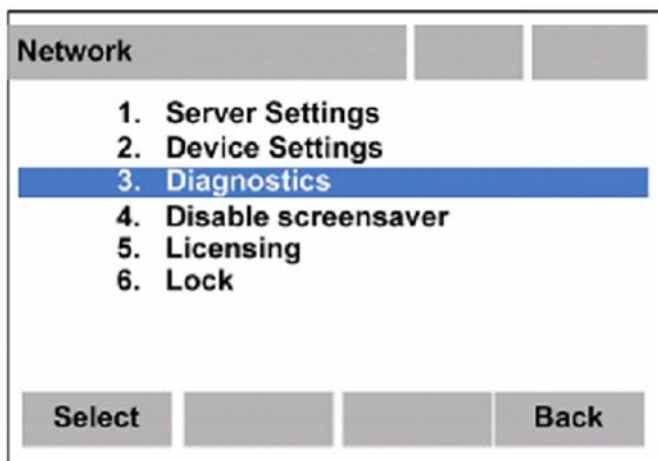 Network
1. Server Settings
2. Device Settings
3. Diagnostics
4. Disable screensaver
5. Licensing
6. Lock
Select Back